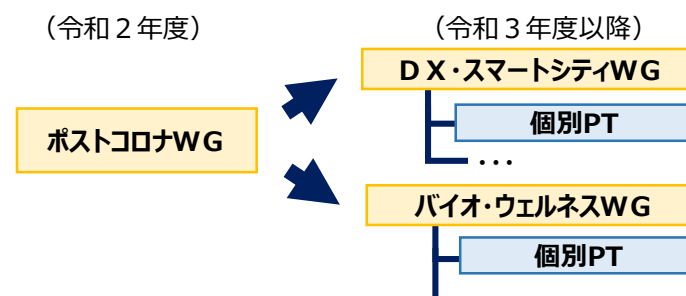 （令和２年度）
（令和３年度以降）
ＤＸ・スマートシティWG
個別PT
・・・
ポストコロナWＧ
バイオ・ウェルネスWＧ
個別PT